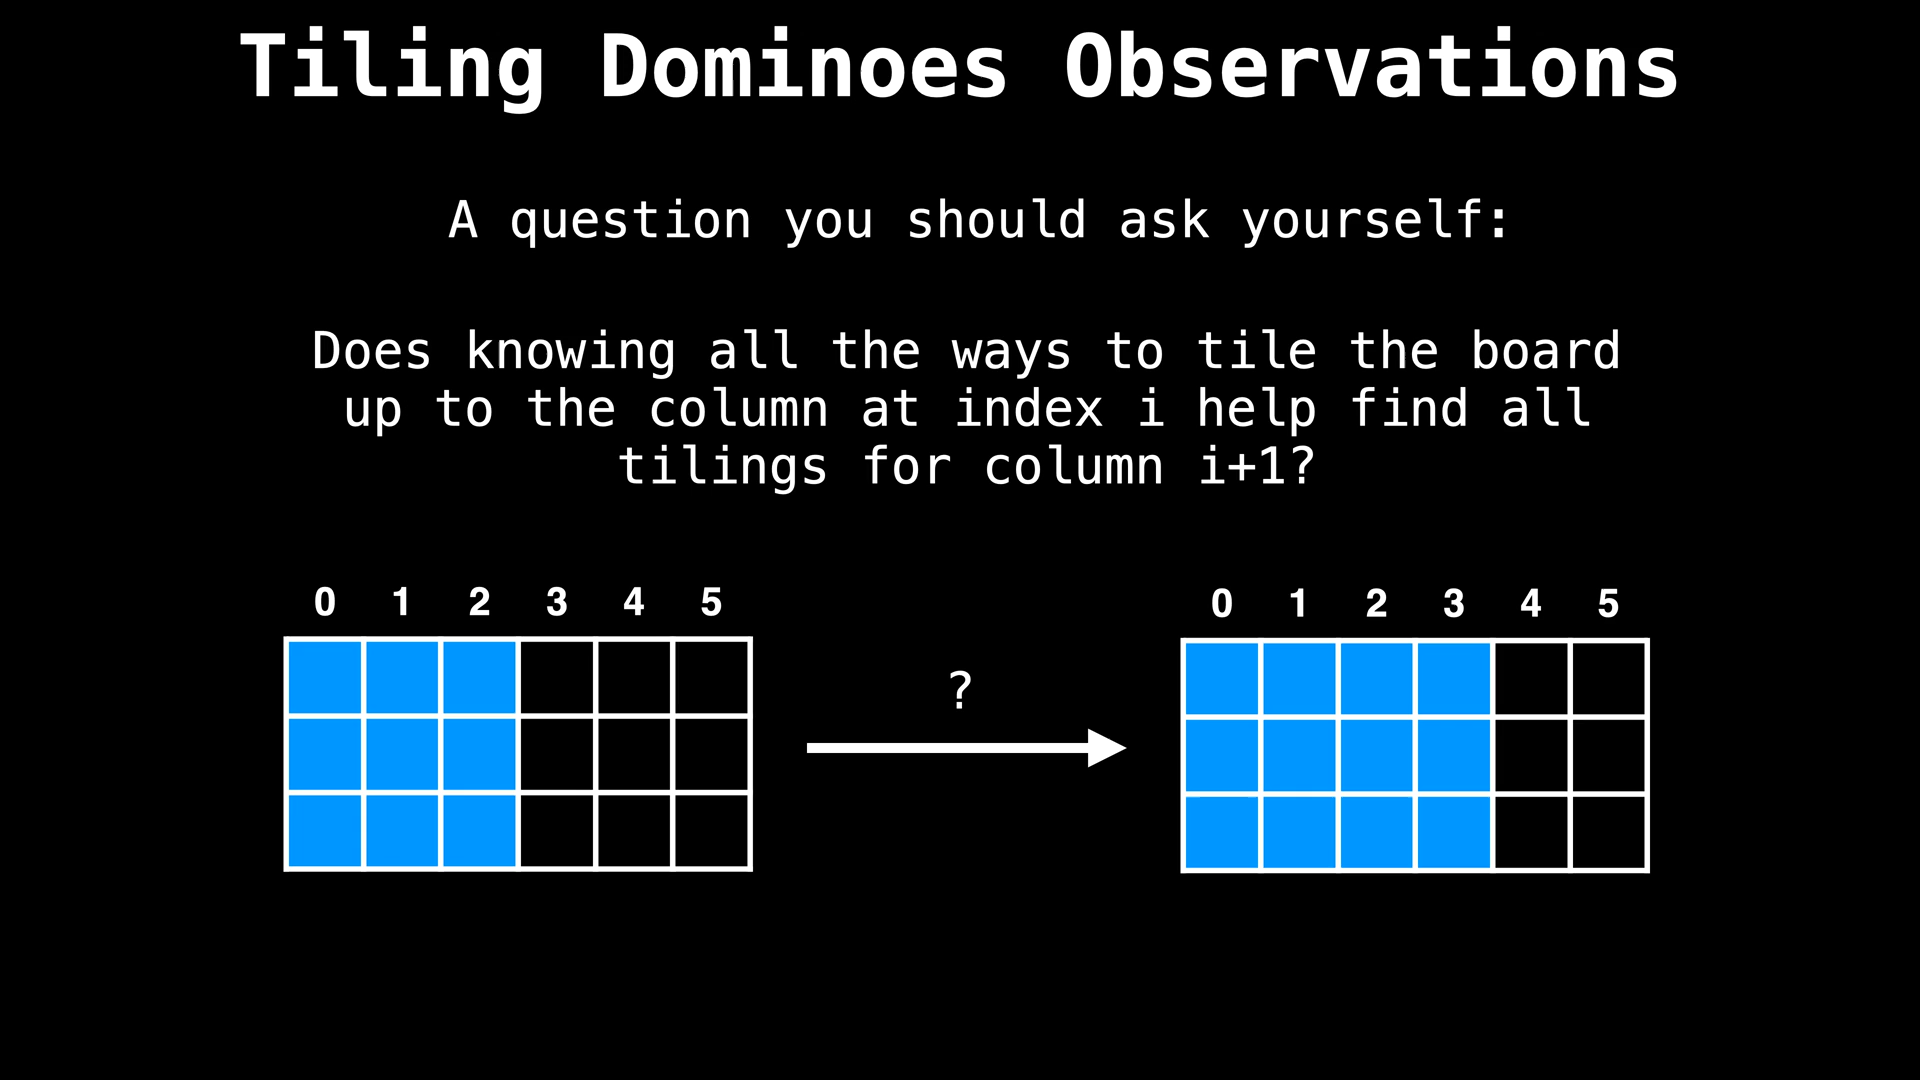 Tiling Dominoes Observations
A question you should ask yourself:
Does knowing all the ways to tile the board
up to the column at index i help find all
tilings for column i+1?
0 1 2 3 4 5
?
0 1 2 3 4 5